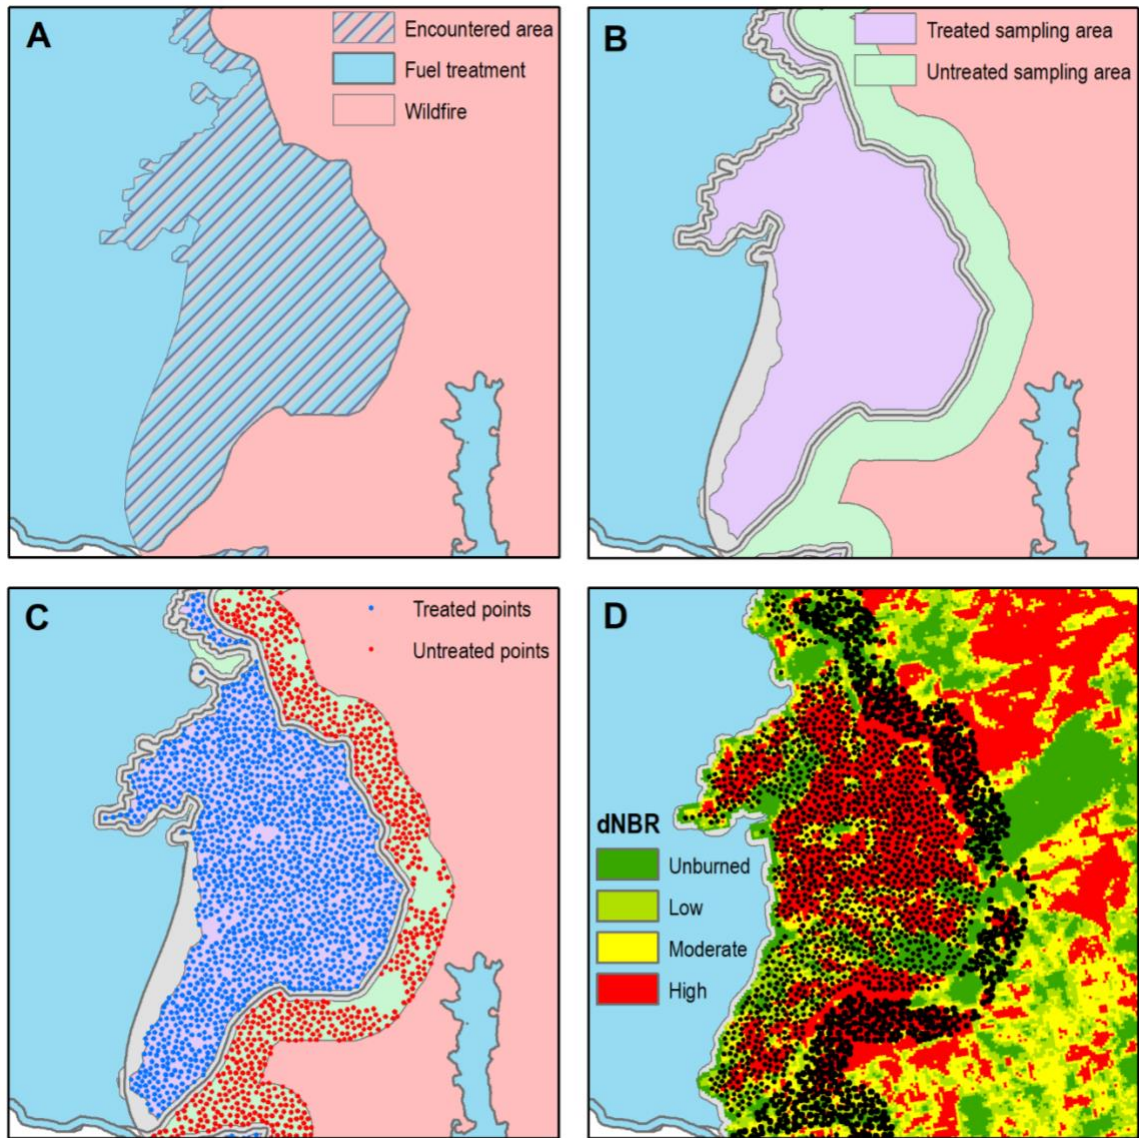 A
Encountered area
Fuel treatment
Wildfire
B
Treated sampling area
Untreated sampling area
C
Treated points
Untreated points
D
dNBR
Unburned
Low
Moderate
High